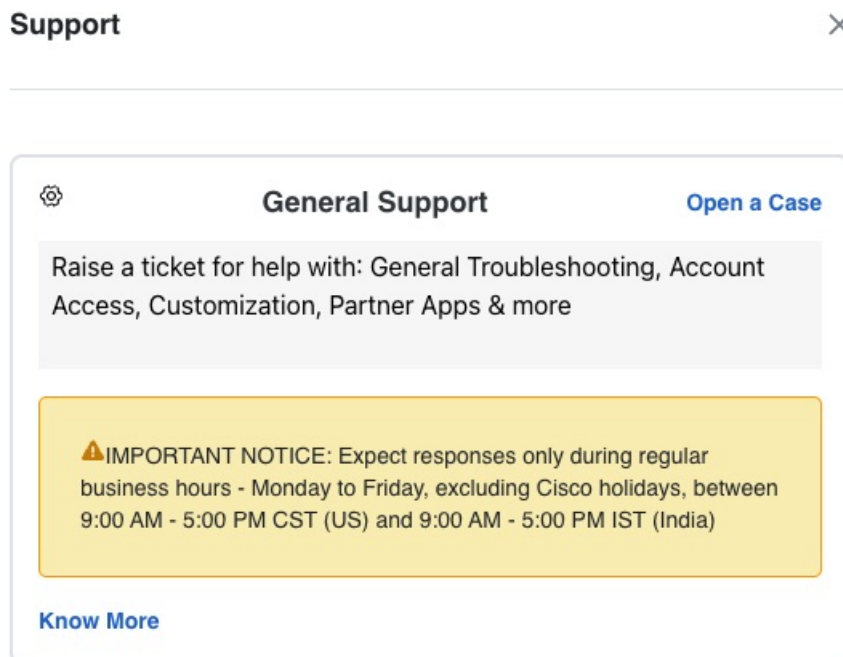 Support
General Support
Open a Case
Raise a ticket for help with: General Troubleshooting, Account
Access, Customization, Partner Apps & more
IMPORTANT NOTICE: Expect responses only during regular
business hours - Monday to Friday, excluding Cisco holidays, between
9:00 AM - 5:00 PM CST (US) and 9:00 AM - 5:00 PM IST (India)
Know More